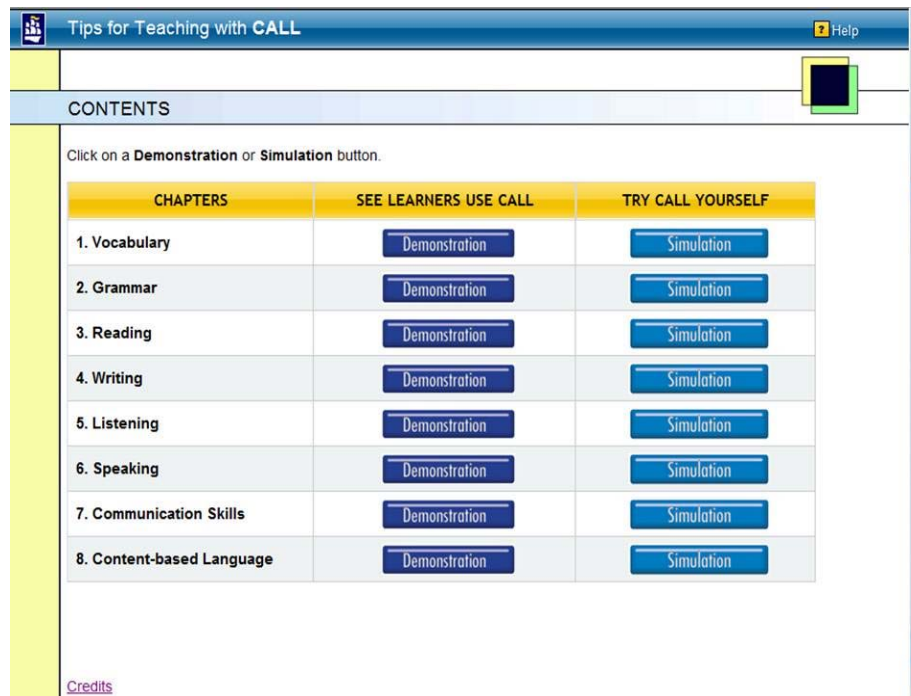 Tips for Teaching with CALL
? Help
CONTENTS
Click on a Demonstration or Simulation button.
CHAPTERS SEE LEARNERS USE CALL TRY CALL YOURSELF
1. Vocabulary Demonstration Simulation
2. Grammar Demonstration Simulation
3. Reading Demonstration Simulation
4. Writing Demonstration Simulation
5. Listening Demonstration Simulation
6. Speaking Demonstration Simulation
7. Communication Skills Demonstration Simulation
8. Content-based Language Demonstration Simulation
Credits